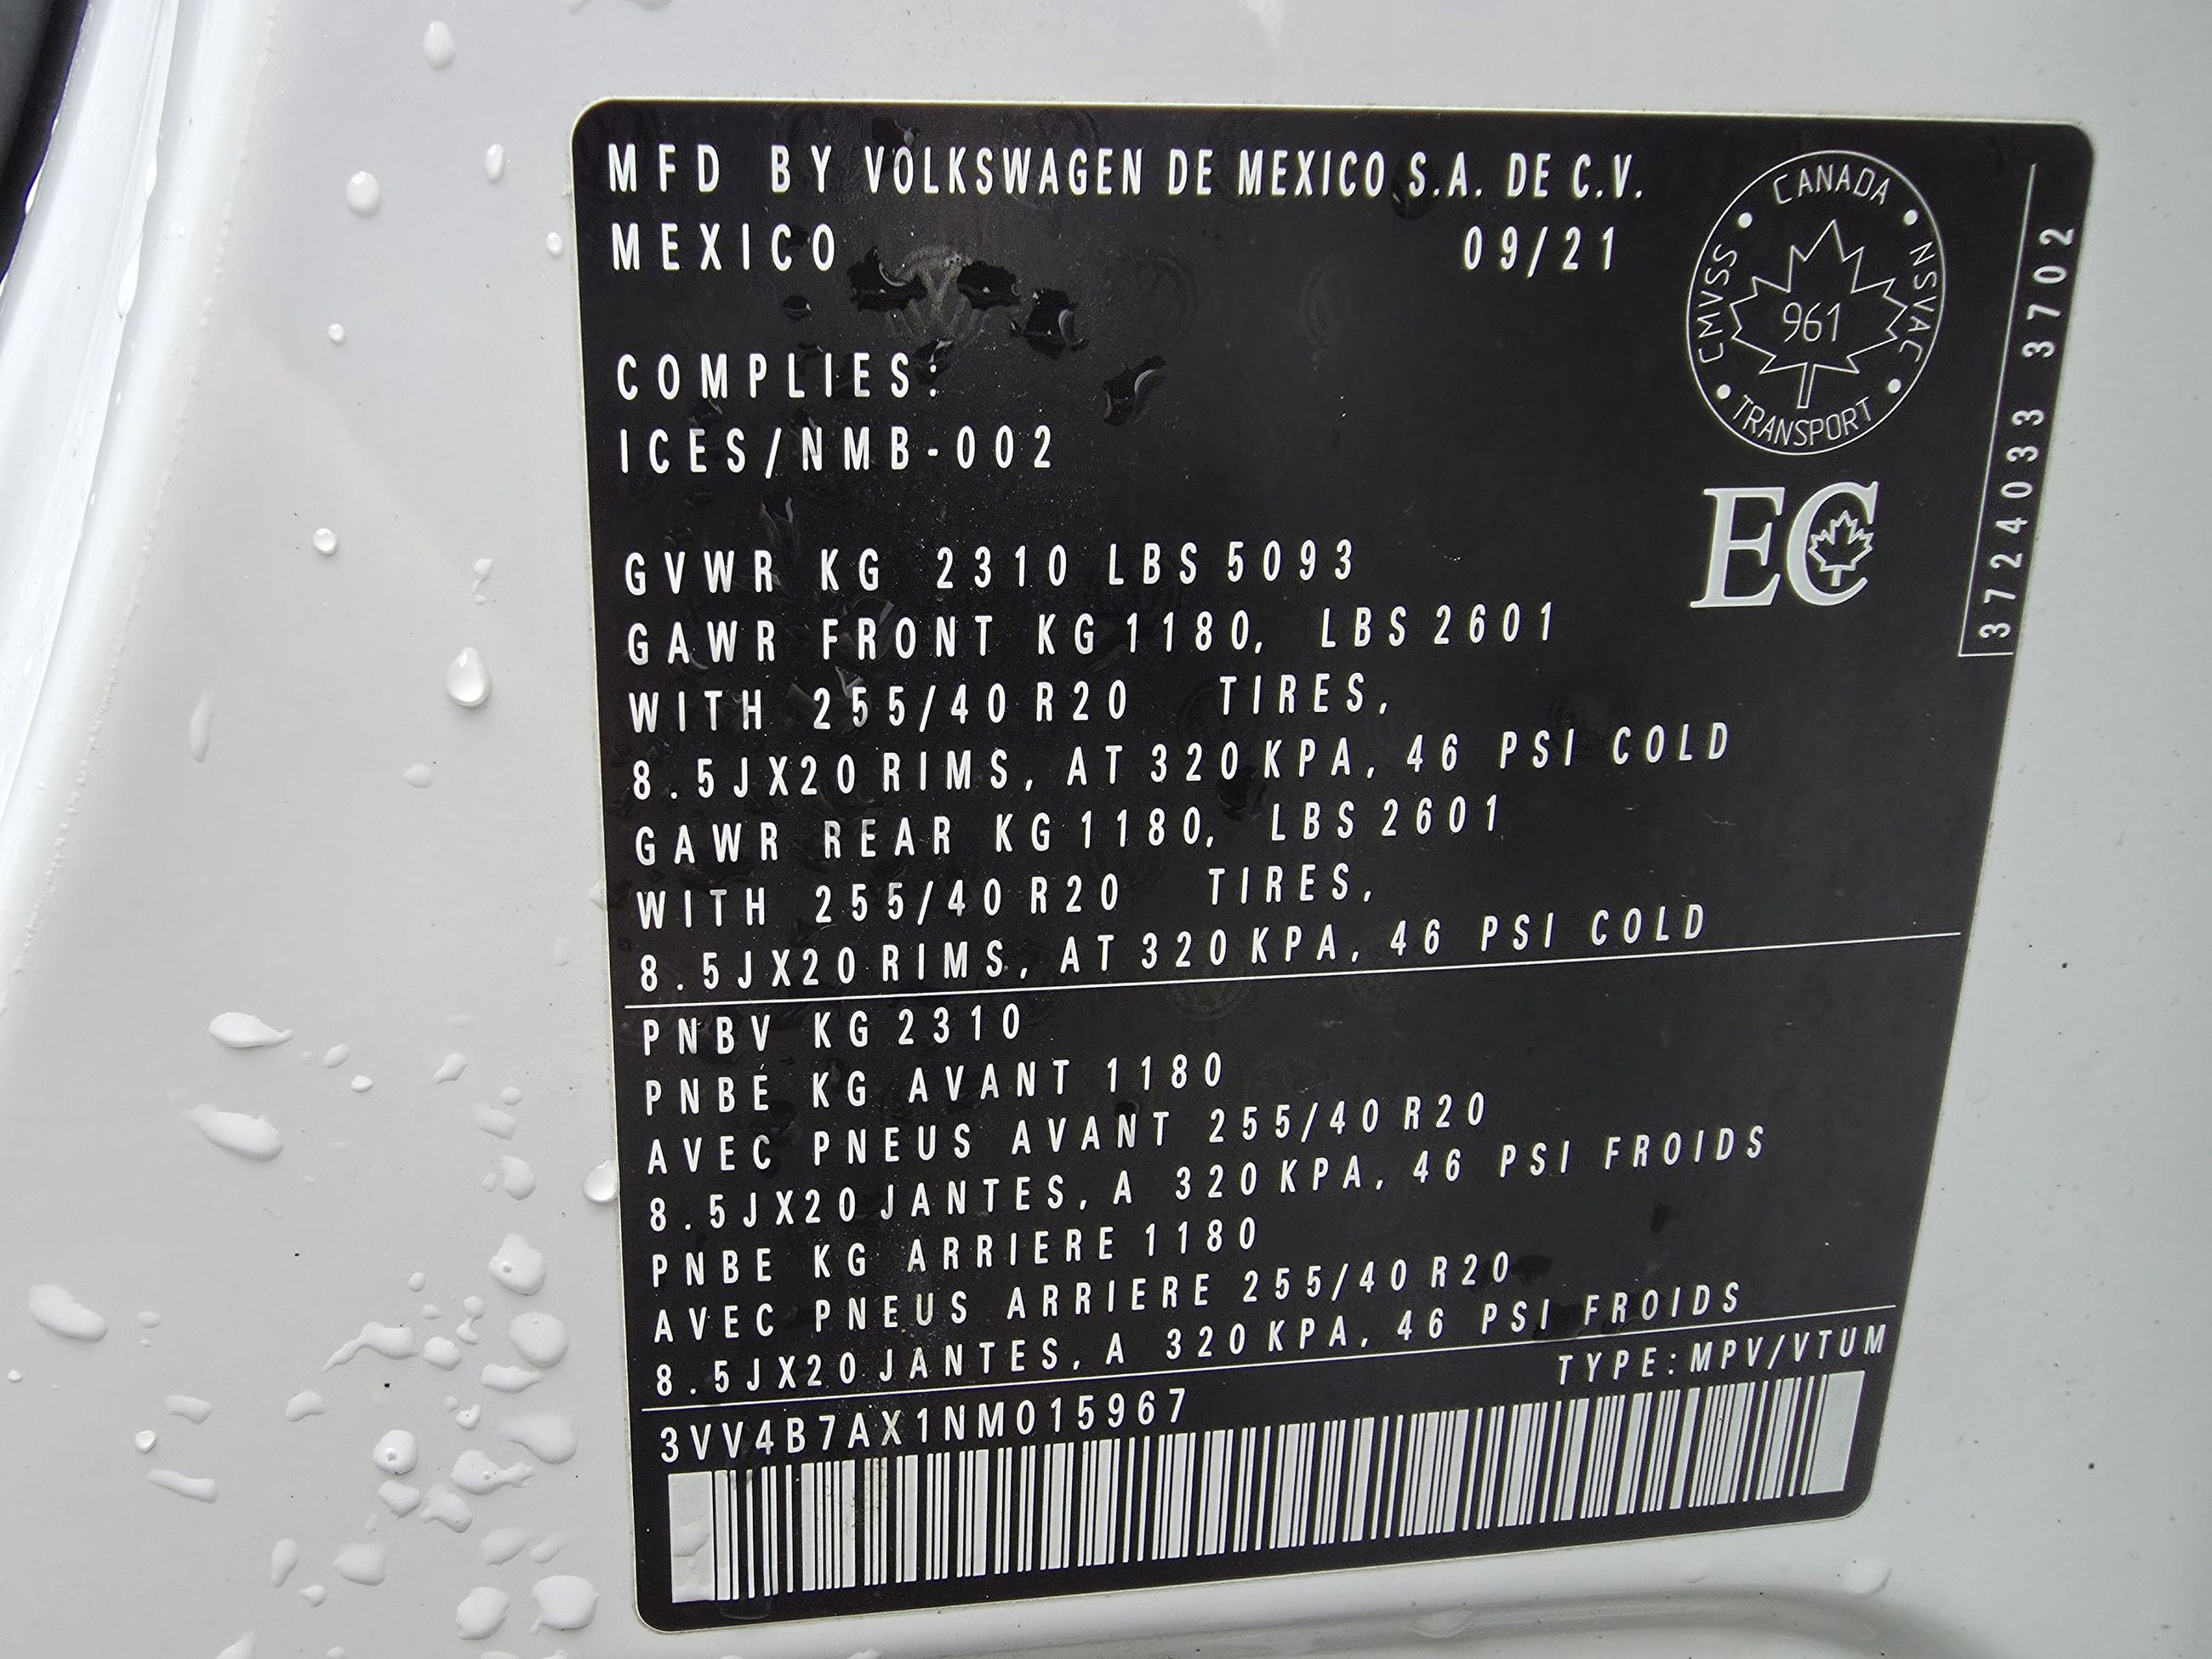 MFD BY VOLKSWAGEN DE MEXICO S.A. DE C.V.
MEXICO 09/21
CANADA
NSVAC
TRANSPORT
CMVSS
961
COMPLIES:
ICES/NMB-002
EC
3724033 3702
GVWR KG 2310 LBS 5093
GAWR FRONT KG 1180, LBS 2601
WITH 255/40 R20 TIRES,
8.5JX20 RIMS, AT 320 KPA, 46 PSI COLD
GAWR REAR KG 1180, LBS 2601
WITH 255/40 R20 TIRES,
8.5JX20 RIMS, AT 320 KPA, 46 PSI COLD
PNBV KG 2310
PNBE KG AVANT 1180
AVEC PNEUS AVANT 255/40 R20
8.5JX20 JANTES, A 320 KPA, 46 PSI FROIDS
PNBE KG ARRIERE 1180
AVEC PNEUS ARRIERE 255/40 R20
8.5JX20 JANTES, A 320 KPA, 46 PSI FROIDS
TYPE: MPV/VTUM
3VV4B7AX1NM015967